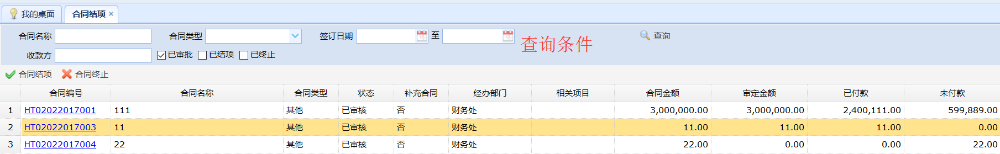 我的桌面 合同结项 ×
合同名称 合同类型 签订日期 至 查询条件 查询
收款方 已审批 已结项 已终止
合同结项 合同终止
合同编号 合同名称 合同类型 状态 补充合同 经办部门 相关项目 合同金额 审定金额 已付款 未付款
1 HT02022017001 111 其他 已审核 否 财务处 3,000,000.00 3,000,000.00 2,400,111.00 599,889.00
2 HT02022017003 11 其他 已审核 否 财务处 11.00 11.00 11.00 0.00
3 HT02022017004 22 其他 已审核 否 财务处 22.00 0.00 0.00 22.00